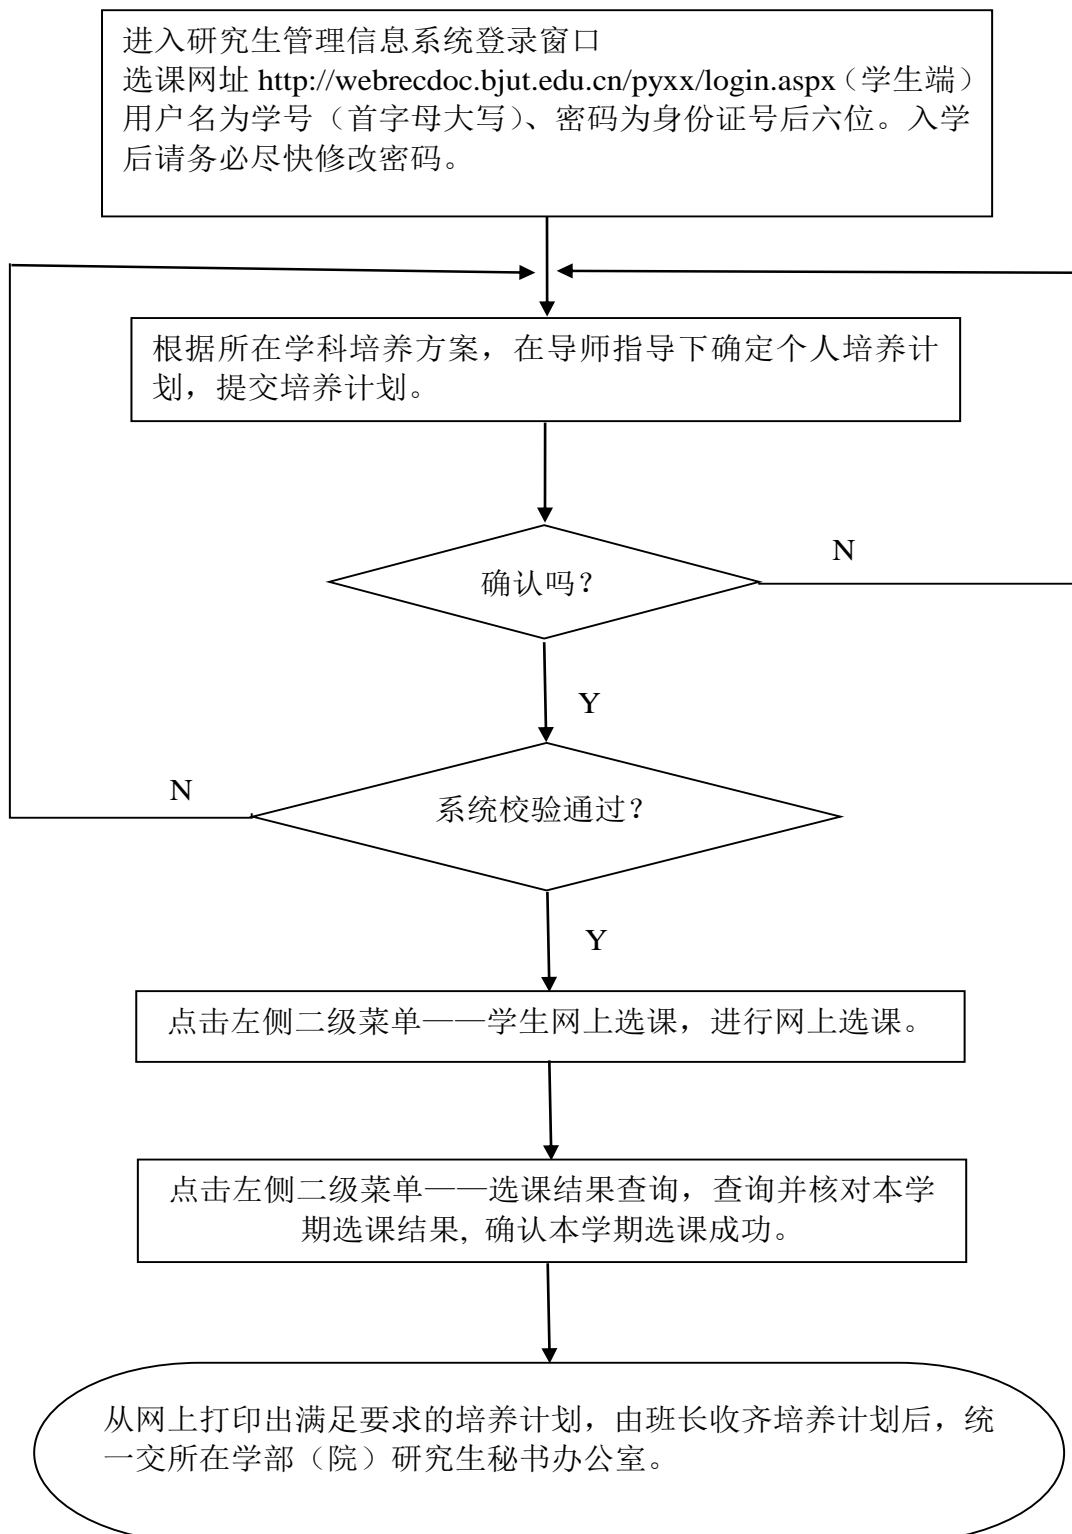 进入研究生管理信息系统登录窗口
选课网址 http://webrecdoc.bjut.edu.cn/pyxx/login.aspx（学生端）
用户名为学号（首字母大写）、密码为身份证号后六位。入学
后请务必尽快修改密码。
根据所在学科培养方案，在导师指导下确定个人培养计
划，提交培养计划。
N
确认吗？
Y
N
系统校验通过？
Y
点击左侧二级菜单——学生网上选课，进行网上选课。
点击左侧二级菜单——选课结果查询，查询并核对本学
期选课结果, 确认本学期选课成功。
从网上打印出满足要求的培养计划，由班长收齐培养计划后，统
一交所在学部（院）研究生秘书办公室。